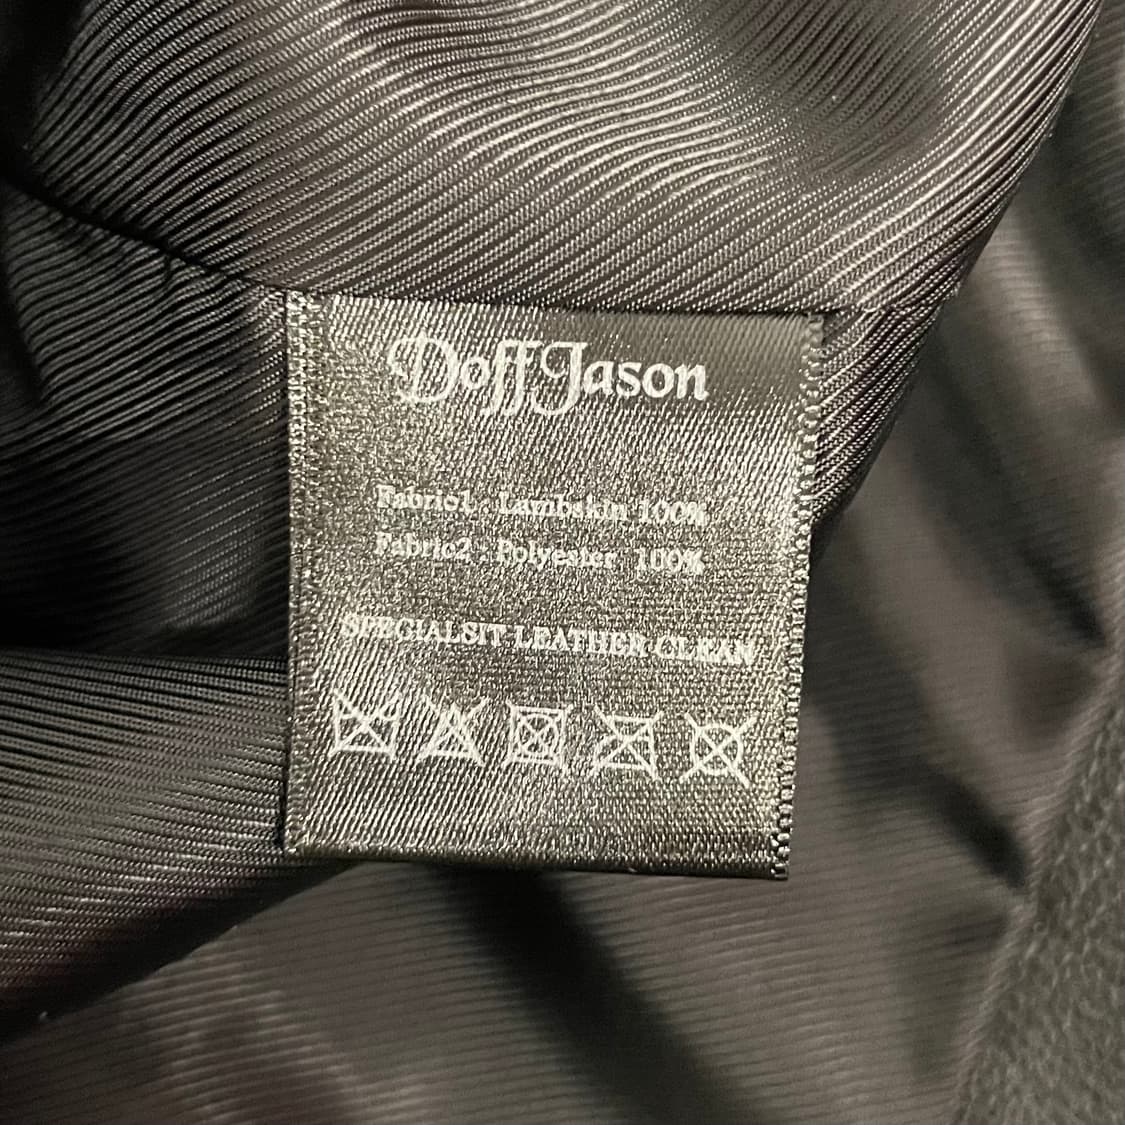 DoffJason
Fabric1 : Lambskin 100%
Fabric2 : Polyester 100%
SPECIALSIT LEATHER CLEAN